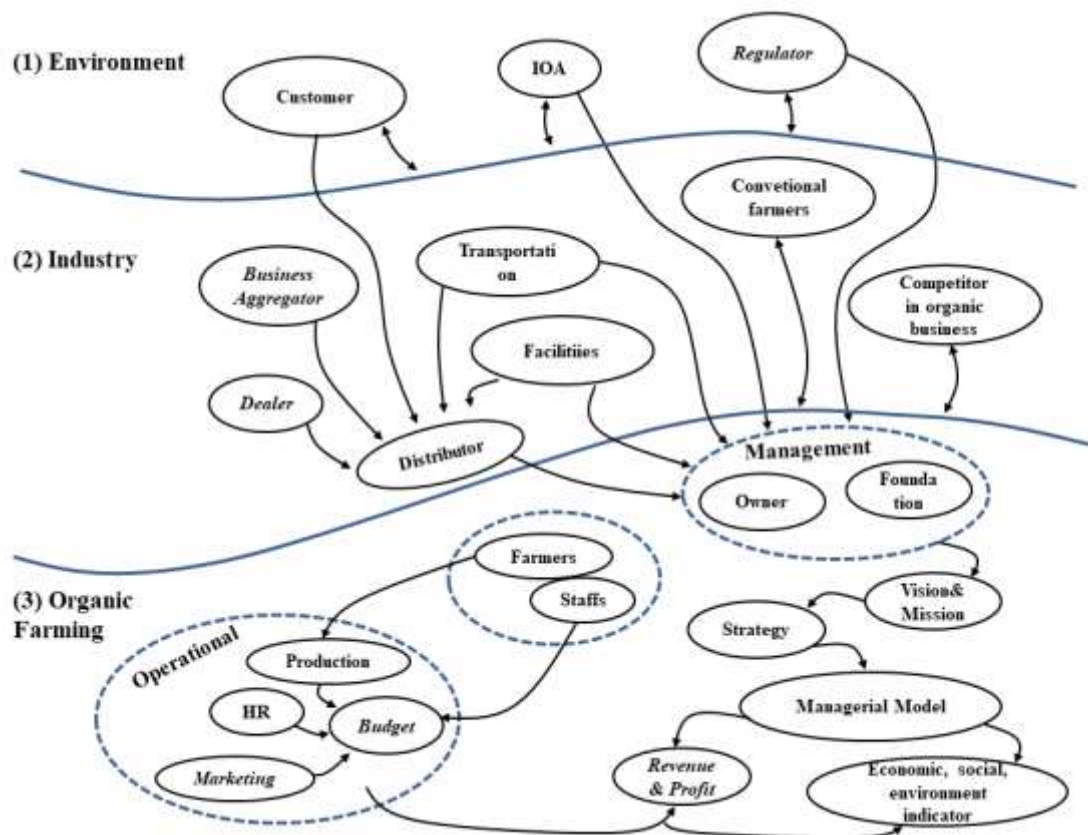 (1) Environment
Customer
IOA
Regulator
Convetional
farmers
(2) Industry
Business
Aggregator
Transportati
on
Competitor
in organic
business
Facilitiies
Dealer
Distributor
Management
Owner
Founda
tion
(3) Organic
Farming
Farmers
Staffs
Vision&
Mission
Strategy
Operational
Production
HR
Budget
Marketing
Managerial Model
Revenue
& Profit
Economic, social,
environment
indicator